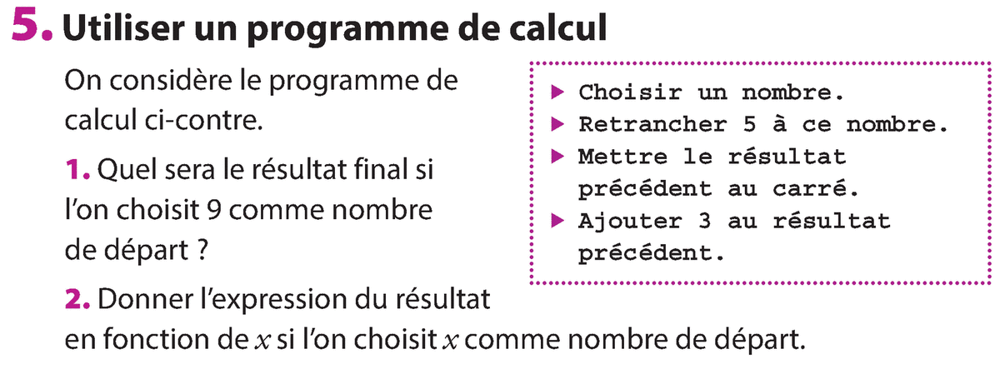 5. Utiliser un programme de calcul
On considère le programme de
calcul ci-contre.
1. Quel sera le résultat final si
l’on choisit 9 comme nombre
de départ ?
2. Donner l’expression du résultat
en fonction de x si l’on choisit x comme nombre de départ.
▶ Choisir un nombre.
▶ Retrancher 5 à ce nombre.
▶ Mettre le résultat
précédent au carré.
▶ Ajouter 3 au résultat
précédent.